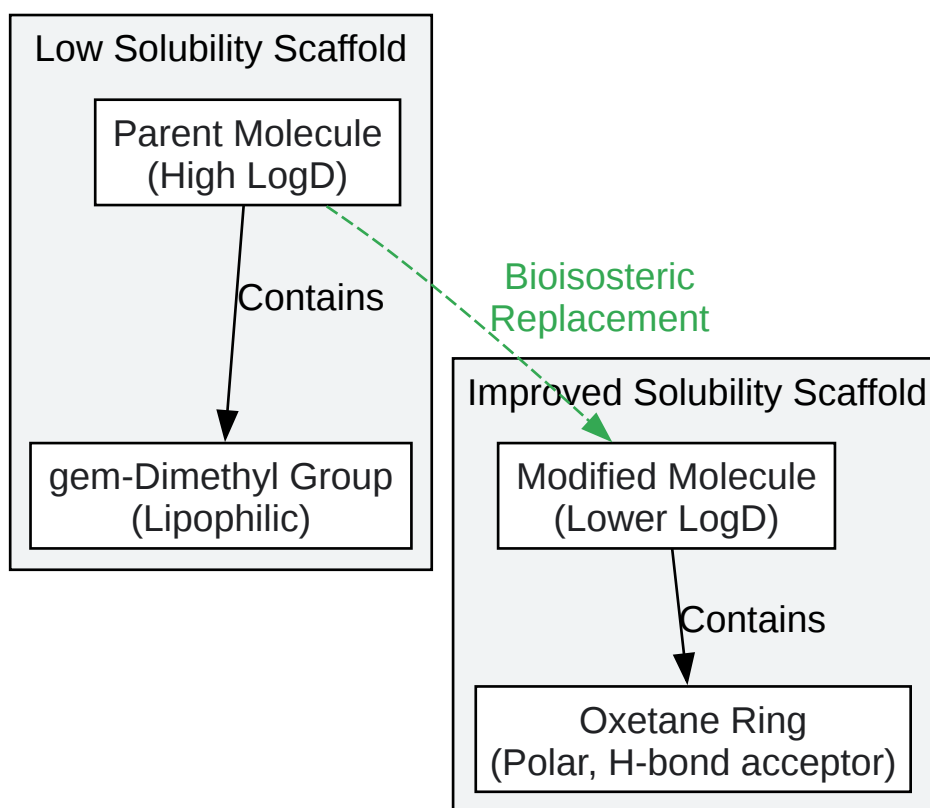 Low Solubility Scaffold
Parent Molecule
(High LogD)
Contains
gem-Dimethyl Group
(Lipophilic)
Bioisosteric
Replacement
Improved Solubility Scaffold
Modified Molecule
(Lower LogD)
Contains
Oxetane Ring
(Polar, H-bond acceptor)